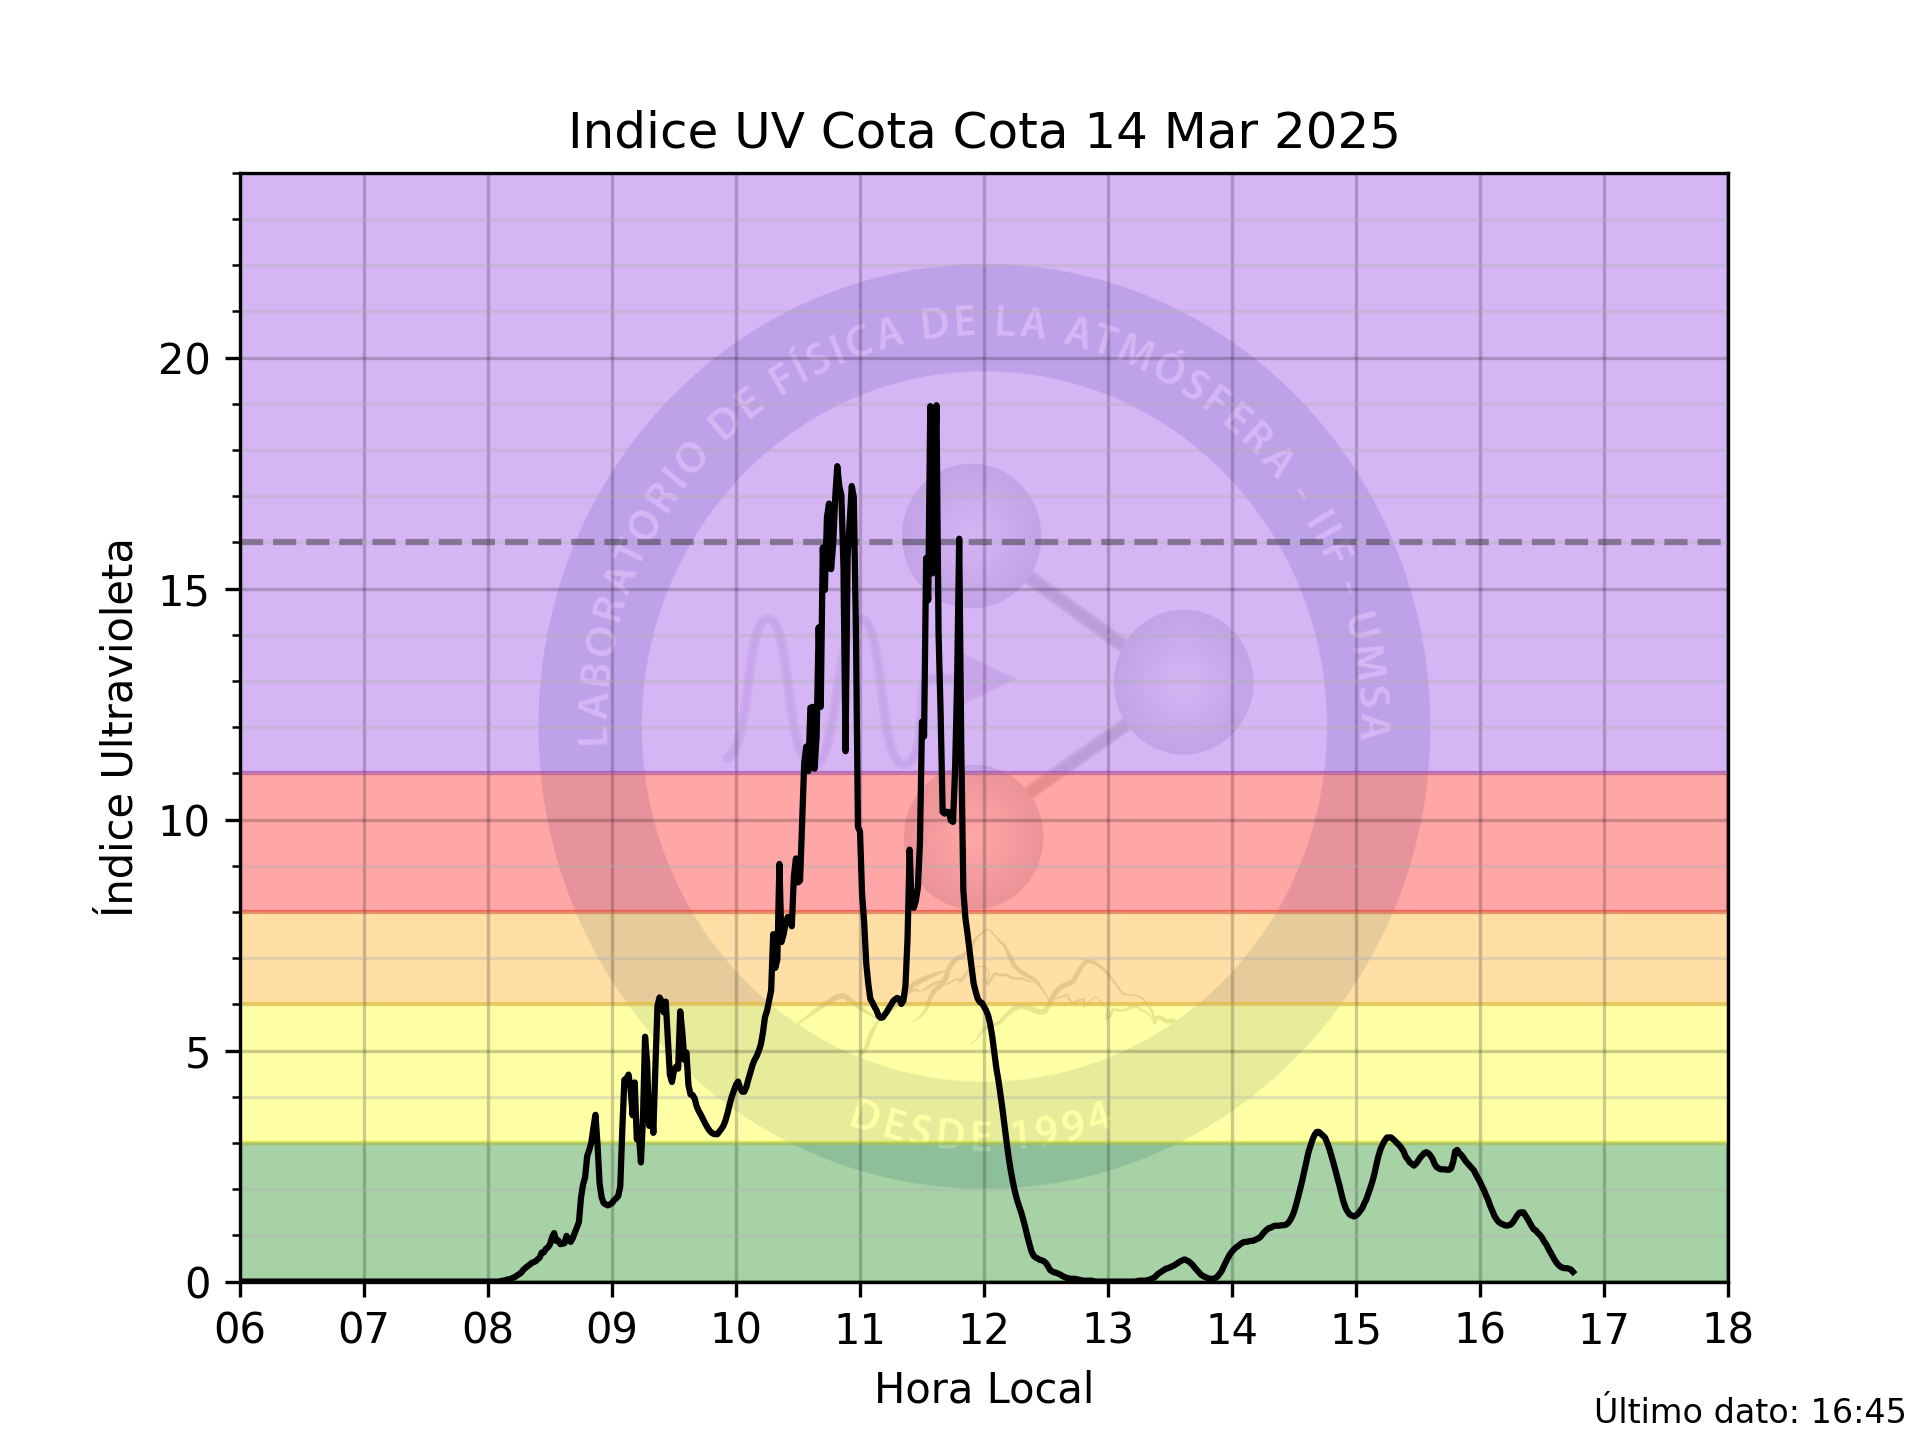 Indice UV Cota Cota 14 Mar 2025
LABORATORIO DE FÍSICA DE LA ATMÓSFERA - IIF - UMSA
DESDE 1994
Índice Ultravioleta
20
15
10
5
0
06 07 08 09 10 11 12 13 14 15 16 17 18
Hora Local
Último dato: 16:45